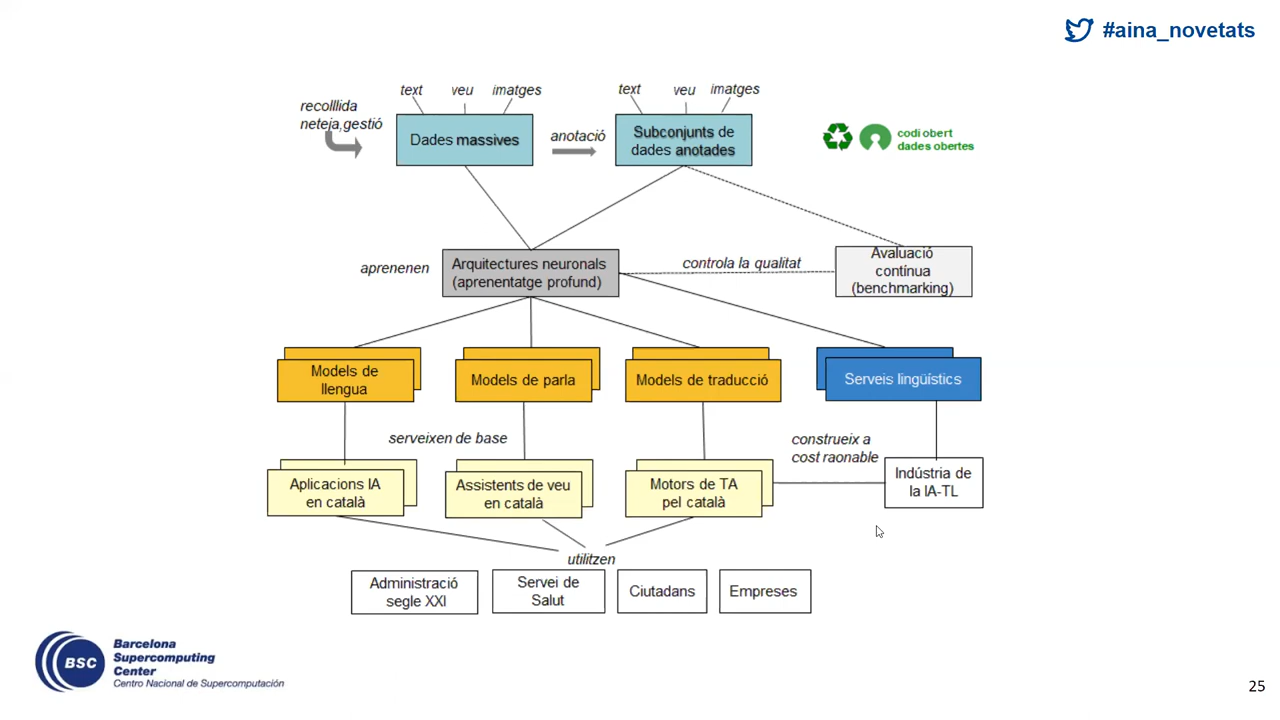 #aina_novetats
text veu imatges
text veu imatges
recolllida
neteja,gestió
Dades massives
anotació
Subconjunts de
dades anotades
codi obert
dades obertes
aprenenen
Arquitectures neuronals
(aprenentatge profund)
controla la qualitat
Avaluació
contínua
(benchmarking)
Models de
llengua
Models de parla
Models de traducció
Serveis lingüístics
serveixen de base
construeix a
cost raonable
Aplicacions IA
en català
Assistents de veu
en català
Motors de TA
pel català
Indústria de
la IA-TL
utilitzen
Administració
segle XXI
Servei de
Salut
Ciutadans
Empreses
BSC
Barcelona
Supercomputing
Center
Centro Nacional de Supercomputación
25